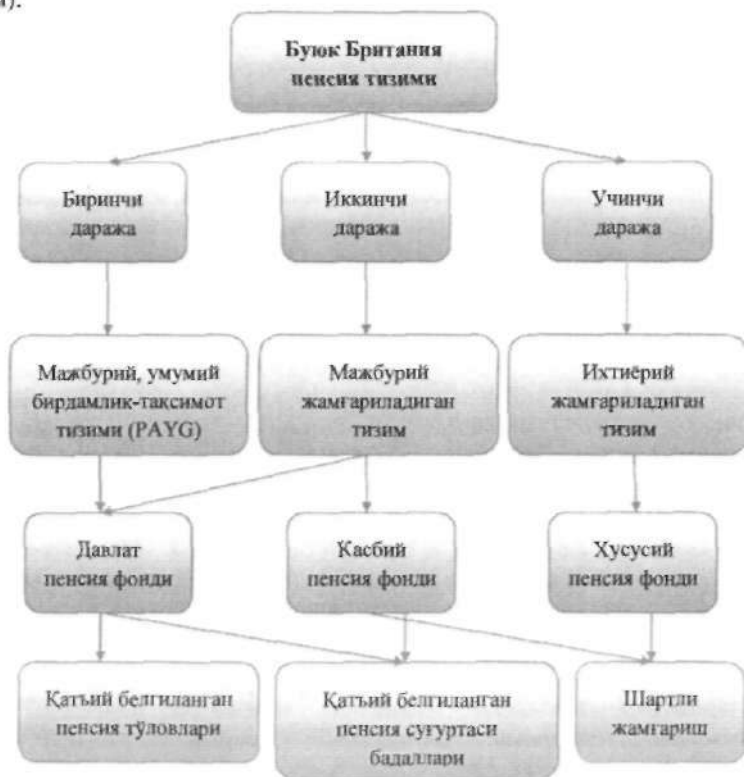 Буюк Британия
пенсия тизими
Биринчи
даража
Иккинчи
даража
Учинчи
даража
Мажбурий, умумий
бирдамлик-тақсимот
тизими (PAYG)
Мажбурий
жамғариладиган
тизим
Ихтиёрий
жамғариладиган
тизим
Давлат
пенсия фонди
Касбий
пенсия фонди
Хусусий
пенсия фонди
Қатъий белгиланган
пенсия тўловлари
Қатъий белгиланган
пенсия суғуртаси
бадаллари
Шартли
жамғариш